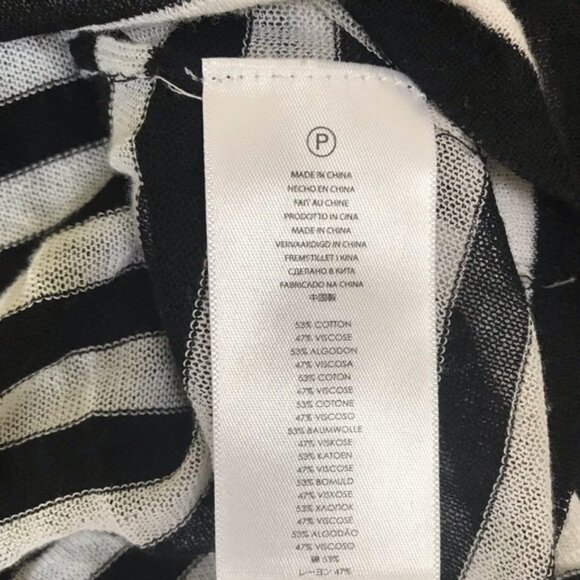 P
MADE IN CHINA
HECHO EN CHINA
FAIT AU CHINE
PRODOTTO IN CINA
MADE IN CHINA
VERVAARDIGD IN CHINA
FREMSTILLET I KINA
СДЕЛАНО В КИТА
FABRICADO NA CHINA
中国製
53% COTTON
47% VISCOSE
53% ALGODON
47% VISCOSA
53% COTON
47% VISCOSE
53% COTONE
47% VIGCOSO
53% BAUMWOLLE
47% VISKOSE
53% KATOEN
47% VISCOSE
53% BOMULD
47% VISKOSE
53% ХЛОПОК
47% VISCOSE
53% ALGODÃO
47% VISCOSO
綿 53%
レーヨン 47%